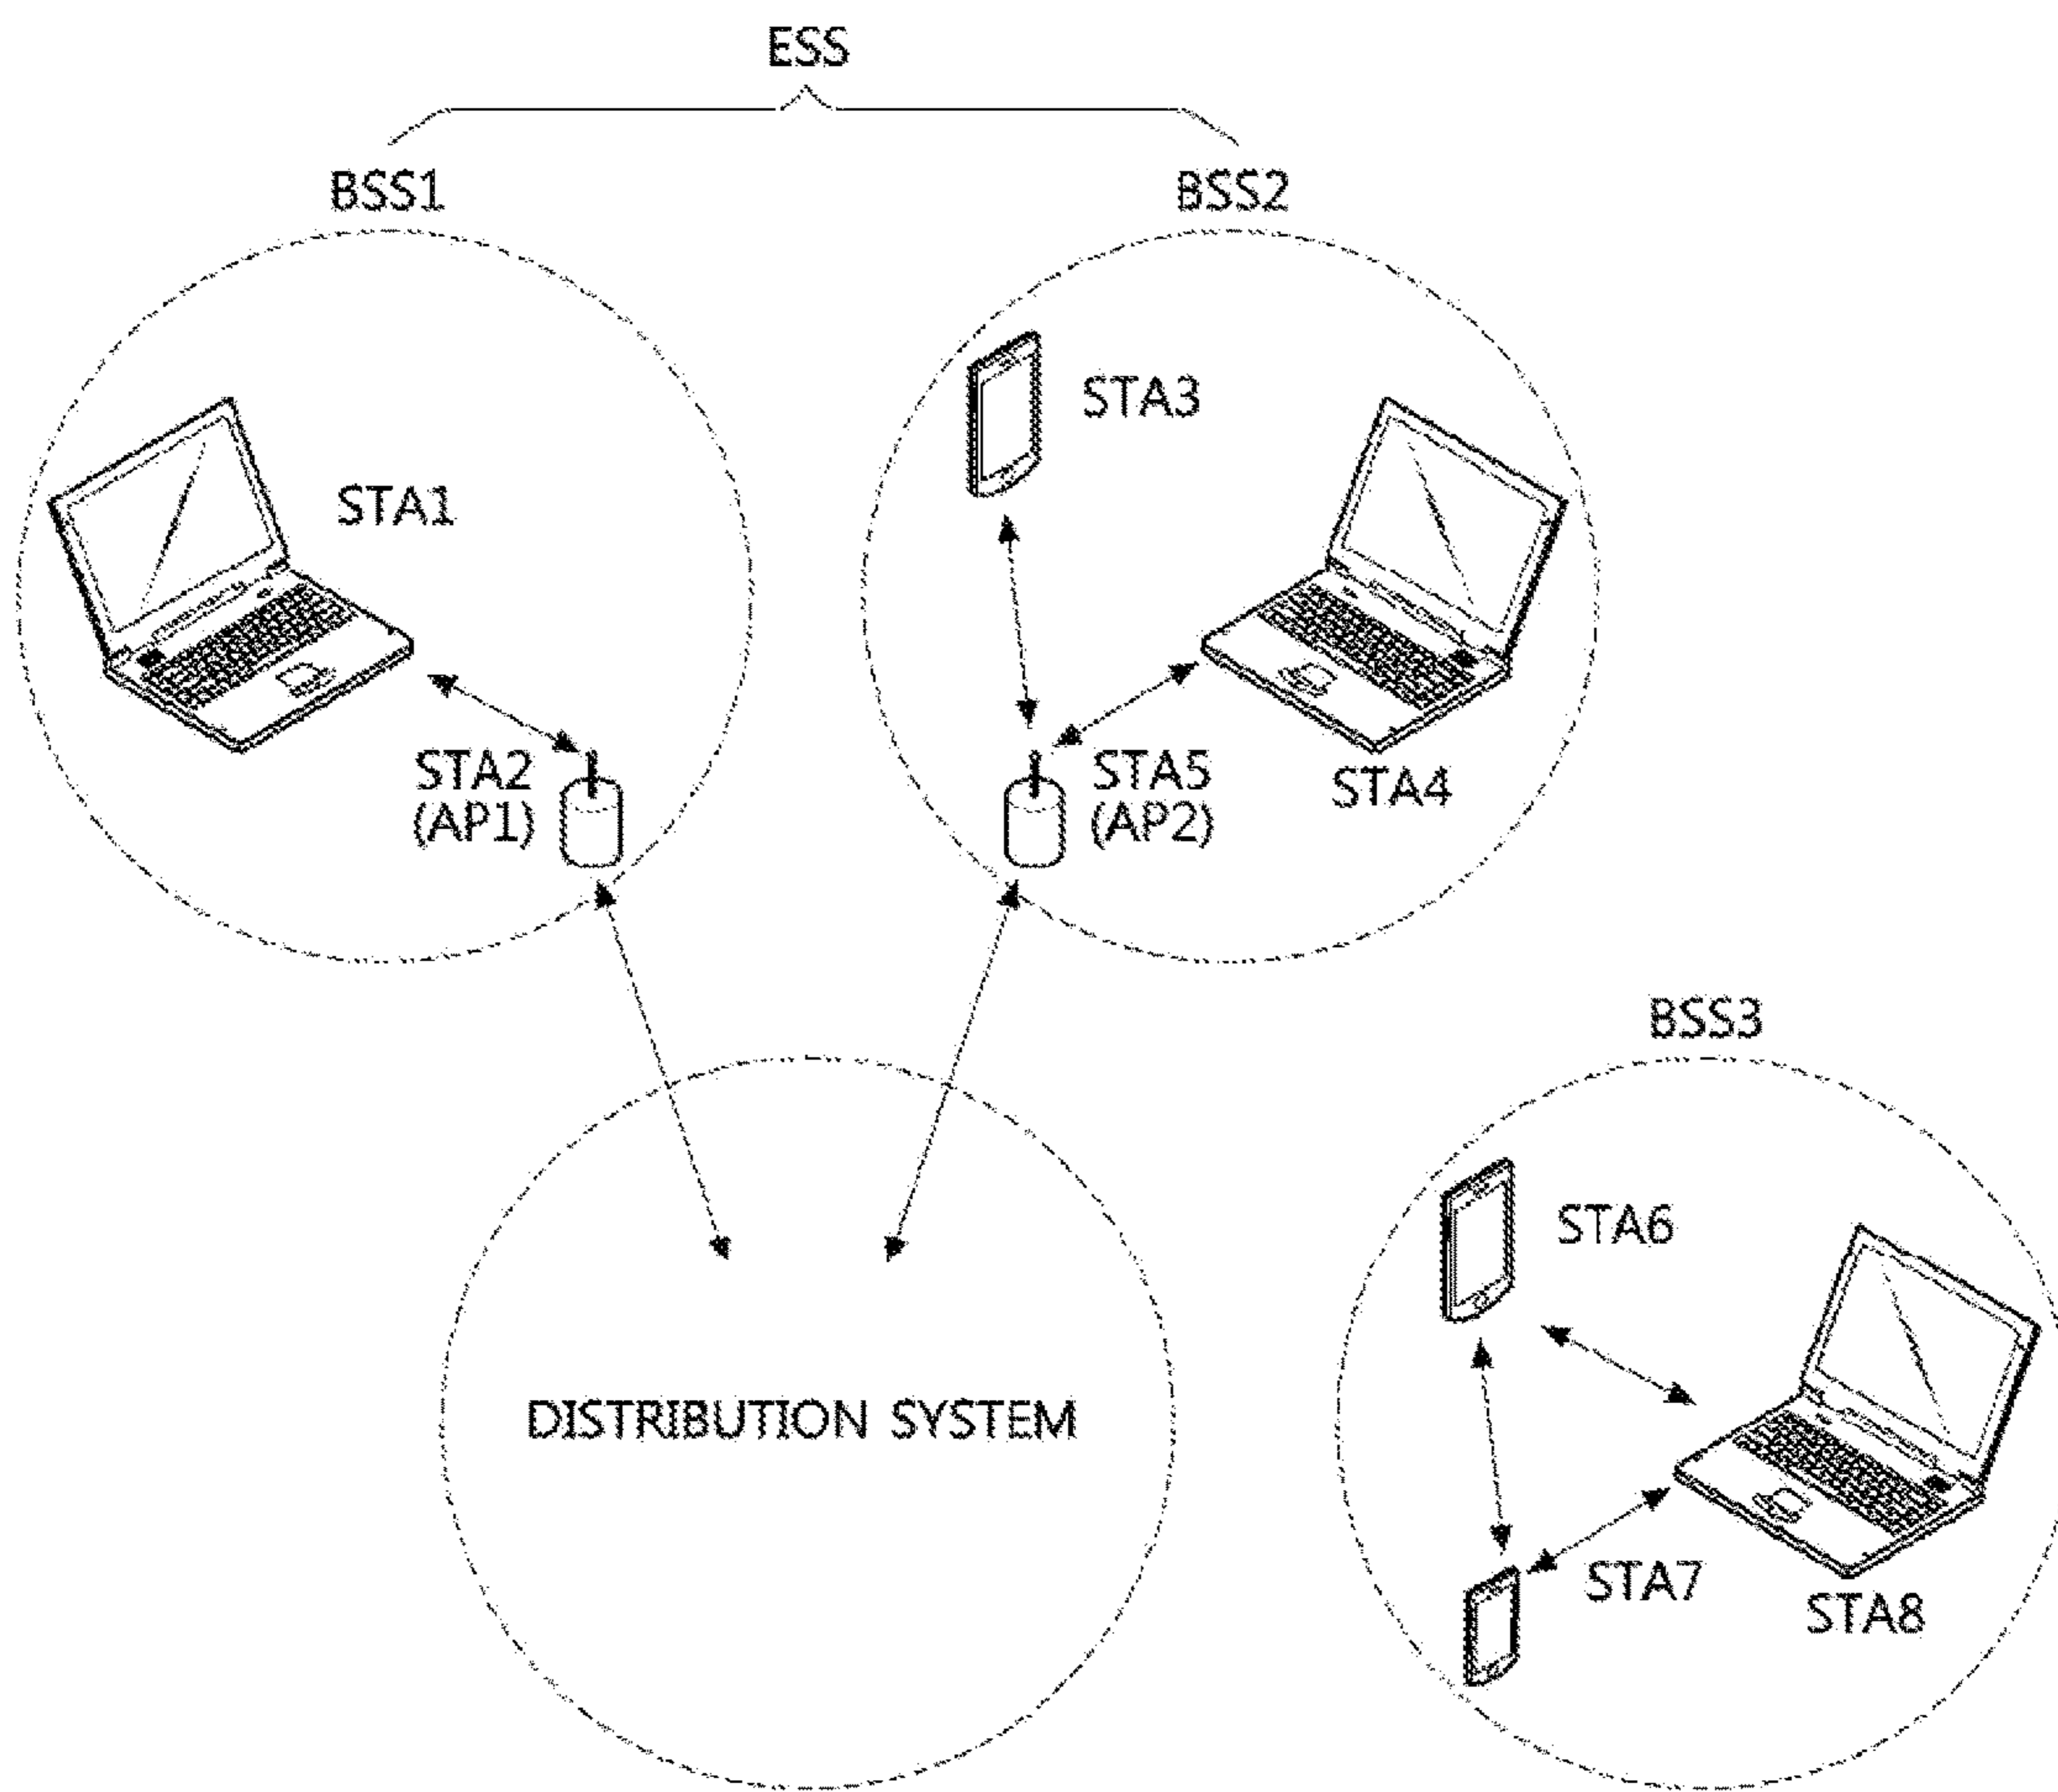 ESS
BSS1
BSS2
STA3
STA1
STA2
(AP1)
STA5
(AP2)
STA4
BSS3
STA6
DISTRIBUTION SYSTEM
STA7
STA8